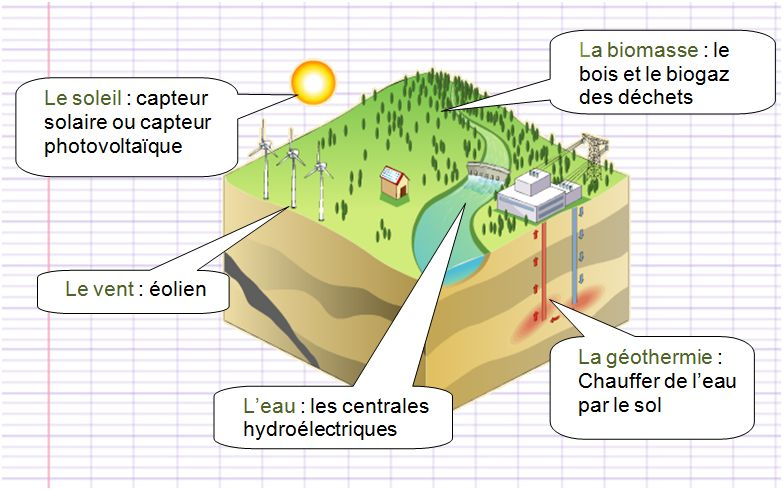 La biomasse : le
bois et le biogaz
des déchets
Le soleil : capteur
solaire ou capteur
photovoltaïque
Le vent : éolien
La géothermie :
Chauffer de l’eau
par le sol
L’eau : les centrales
hydroélectriques